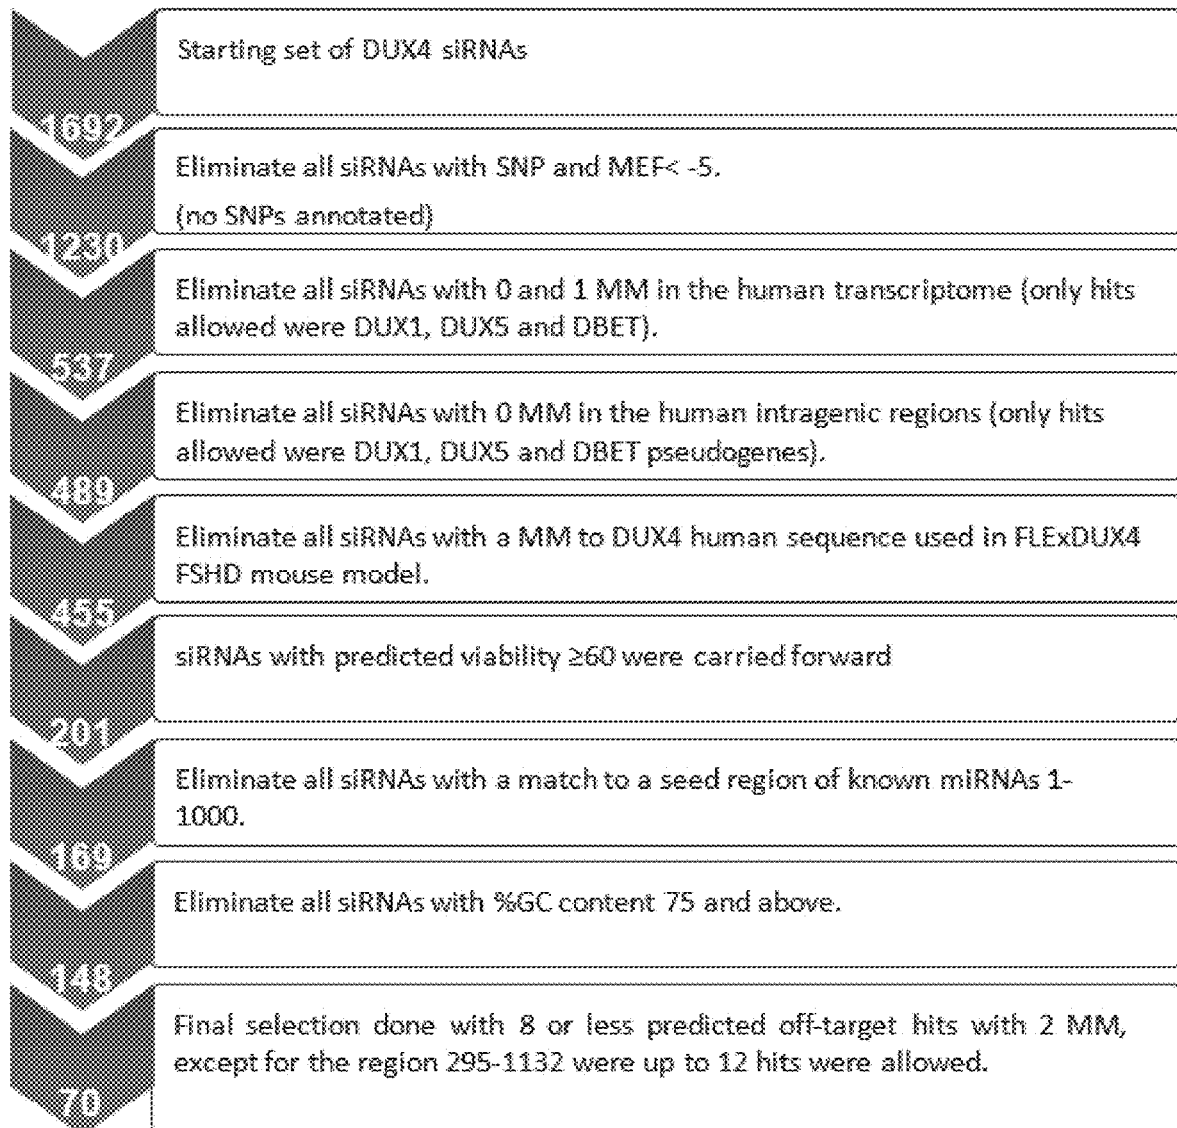 Starting set of DUX4 siRNAs
1692
Eliminate all siRNAs with SNP and MEF< -5.
(no SNPs annotated)
1230
Eliminate all siRNAs with 0 and 1 MM in the human transcriptome (only hits
allowed were DUX1, DUX5 and DBET).
537
Eliminate all siRNAs with 0 MM in the human intragenic regions (only hits
allowed were DUX1, DUX5 and DBET pseudogenes).
489
Eliminate all siRNAs with a MM to DUX4 human sequence used in FLExDUX4
FSHD mouse model.
455
siRNAs with predicted viability ≥60 were carried forward
201
Eliminate all siRNAs with a match to a seed region of known miRNAs 1-
1000.
169
Eliminate all siRNAs with %GC content 75 and above.
148
Final selection done with 8 or less predicted off-target hits with 2 MM,
except for the region 295-1132 were up to 12 hits were allowed.
70